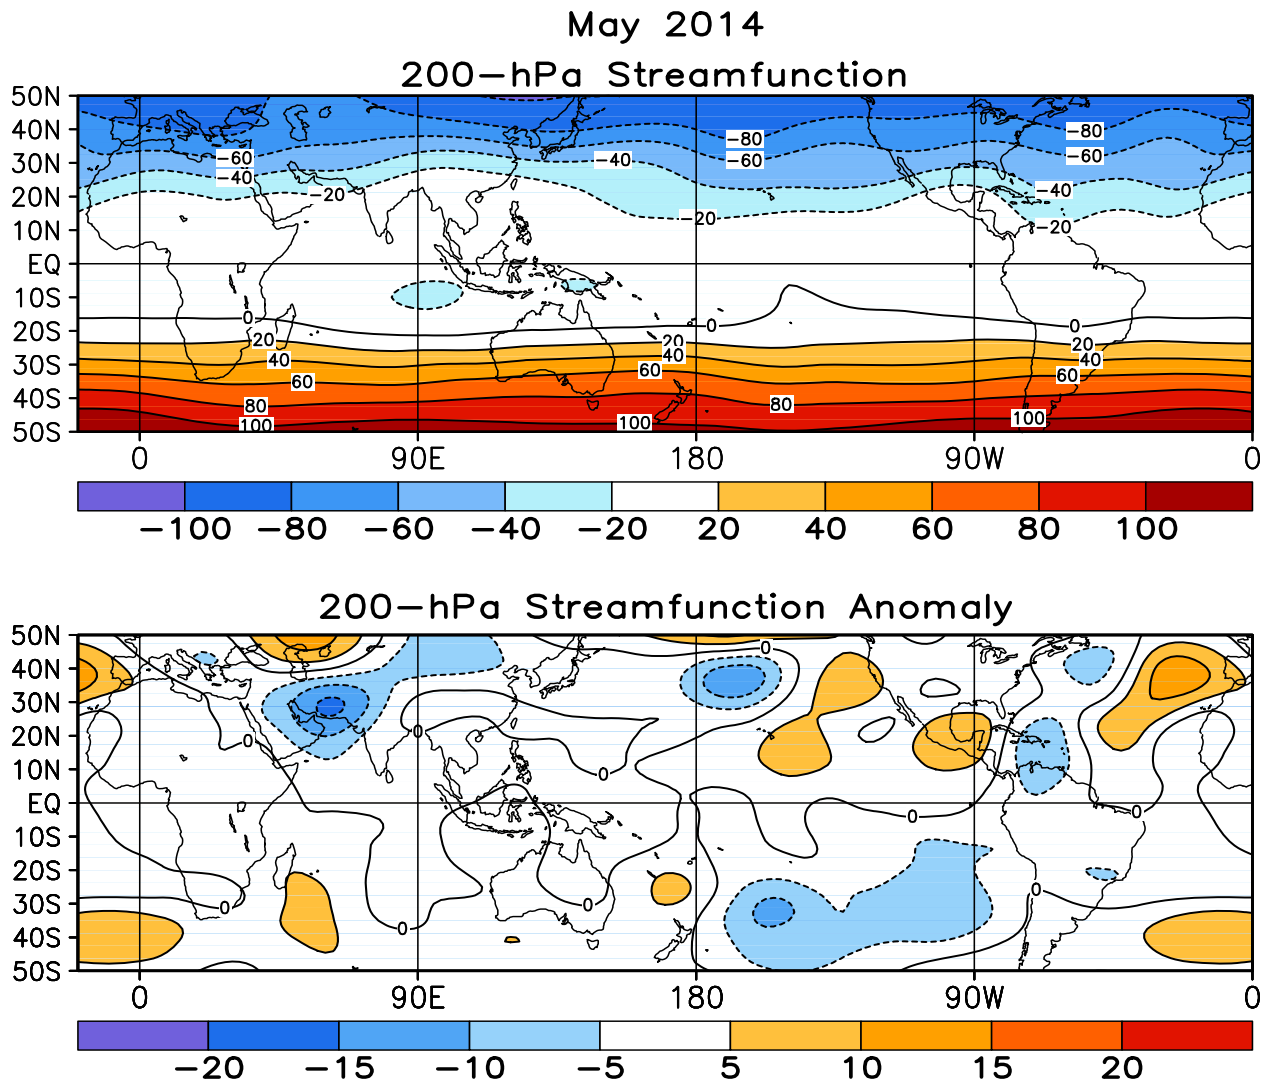 May 2014
200-hPa Streamfunction
50N
40N
30N
20N
10N
EQ
10S
20S
30S
40S
50S
-80
-60
-40
-20
-60
-40
-80
-60
-20
-80
-60
-40
-20
0
20
40
60
80
100
0
20
40
60
100
80
0
20
40
60
100
0 90E 180 90W 0
-100 -80 -60 -40 -20 20 40 60 80 100
200-hPa Streamfunction Anomaly
50N
40N
30N
20N
10N
EQ
10S
20S
30S
40S
50S
0
0
0
0
0
0
0
0
0
0
0 90E 180 90W 0
-20 -15 -10 -5 5 10 15 20